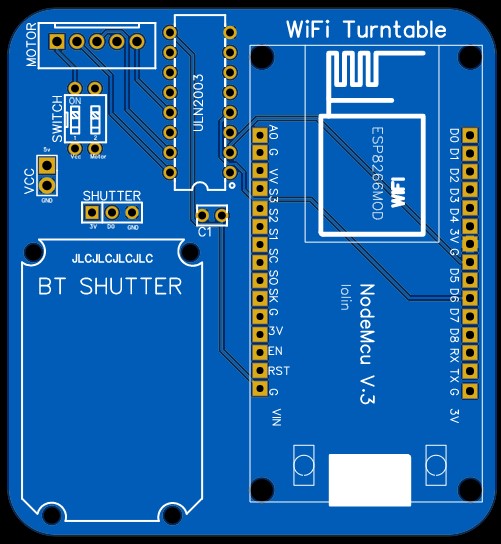 WiFi Turntable
MOTOR
ULN2003
SWITCH
ON
1 2
Vcc Motor
5v
VCC
GND
SHUTTER
3V D0 GND
C1
JLCJLCJLCJLC
BT SHUTTER
A0
G
VV
S3
S2
S1
SC
S0
SK
G
3V
EN
RST
G
VIN
ESP8266MOD
WiFi
NodeMcu V.3
lolin
D0
D1
D2
D3
D4
3V
G
D5
D6
D7
D8
RX
TX
G
3V